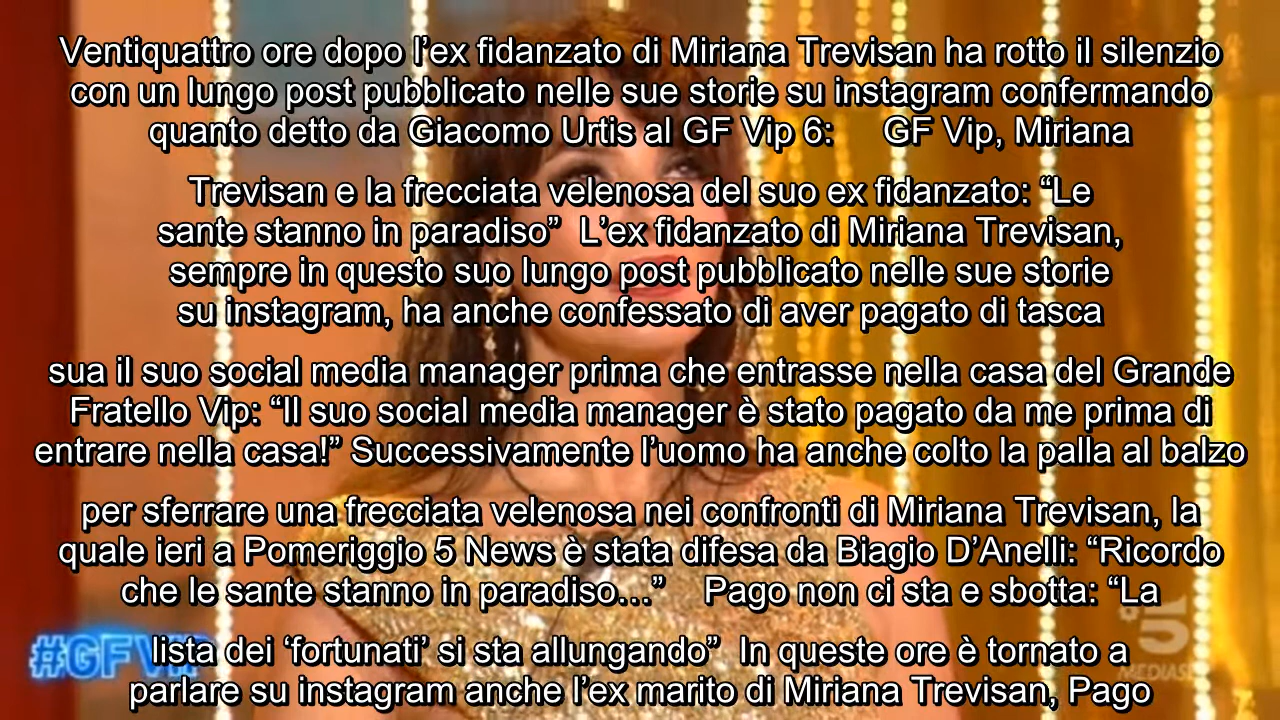 Ventiquattro ore dopo l’ex fidanzato di Miriana Trevisan ha rotto il silenzio
con un lungo post pubblicato nelle sue storie su instagram confermando
quanto detto da Giacomo Urtis al GF Vip 6: GF Vip, Miriana
Trevisan e la frecciata velenosa del suo ex fidanzato: “Le
sante stanno in paradiso” L’ex fidanzato di Miriana Trevisan,
sempre in questo suo lungo post pubblicato nelle sue storie
su instagram, ha anche confessato di aver pagato di tasca
sua il suo social media manager prima che entrasse nella casa del Grande
Fratello Vip: “Il suo social media manager è stato pagato da me prima di
entrare nella casa!” Successivamente l’uomo ha anche colto la palla al balzo
per sferrare una frecciata velenosa nei confronti di Miriana Trevisan, la
quale ieri a Pomeriggio 5 News è stata difesa da Biagio D’Anelli: “Ricordo
che le sante stanno in paradiso…” Pago non ci sta e sbotta: “La
lista dei ‘fortunati’ si sta allungando” In queste ore è tornato a
parlare su instagram anche l’ex marito di Miriana Trevisan, Pago
#GFVIP
5